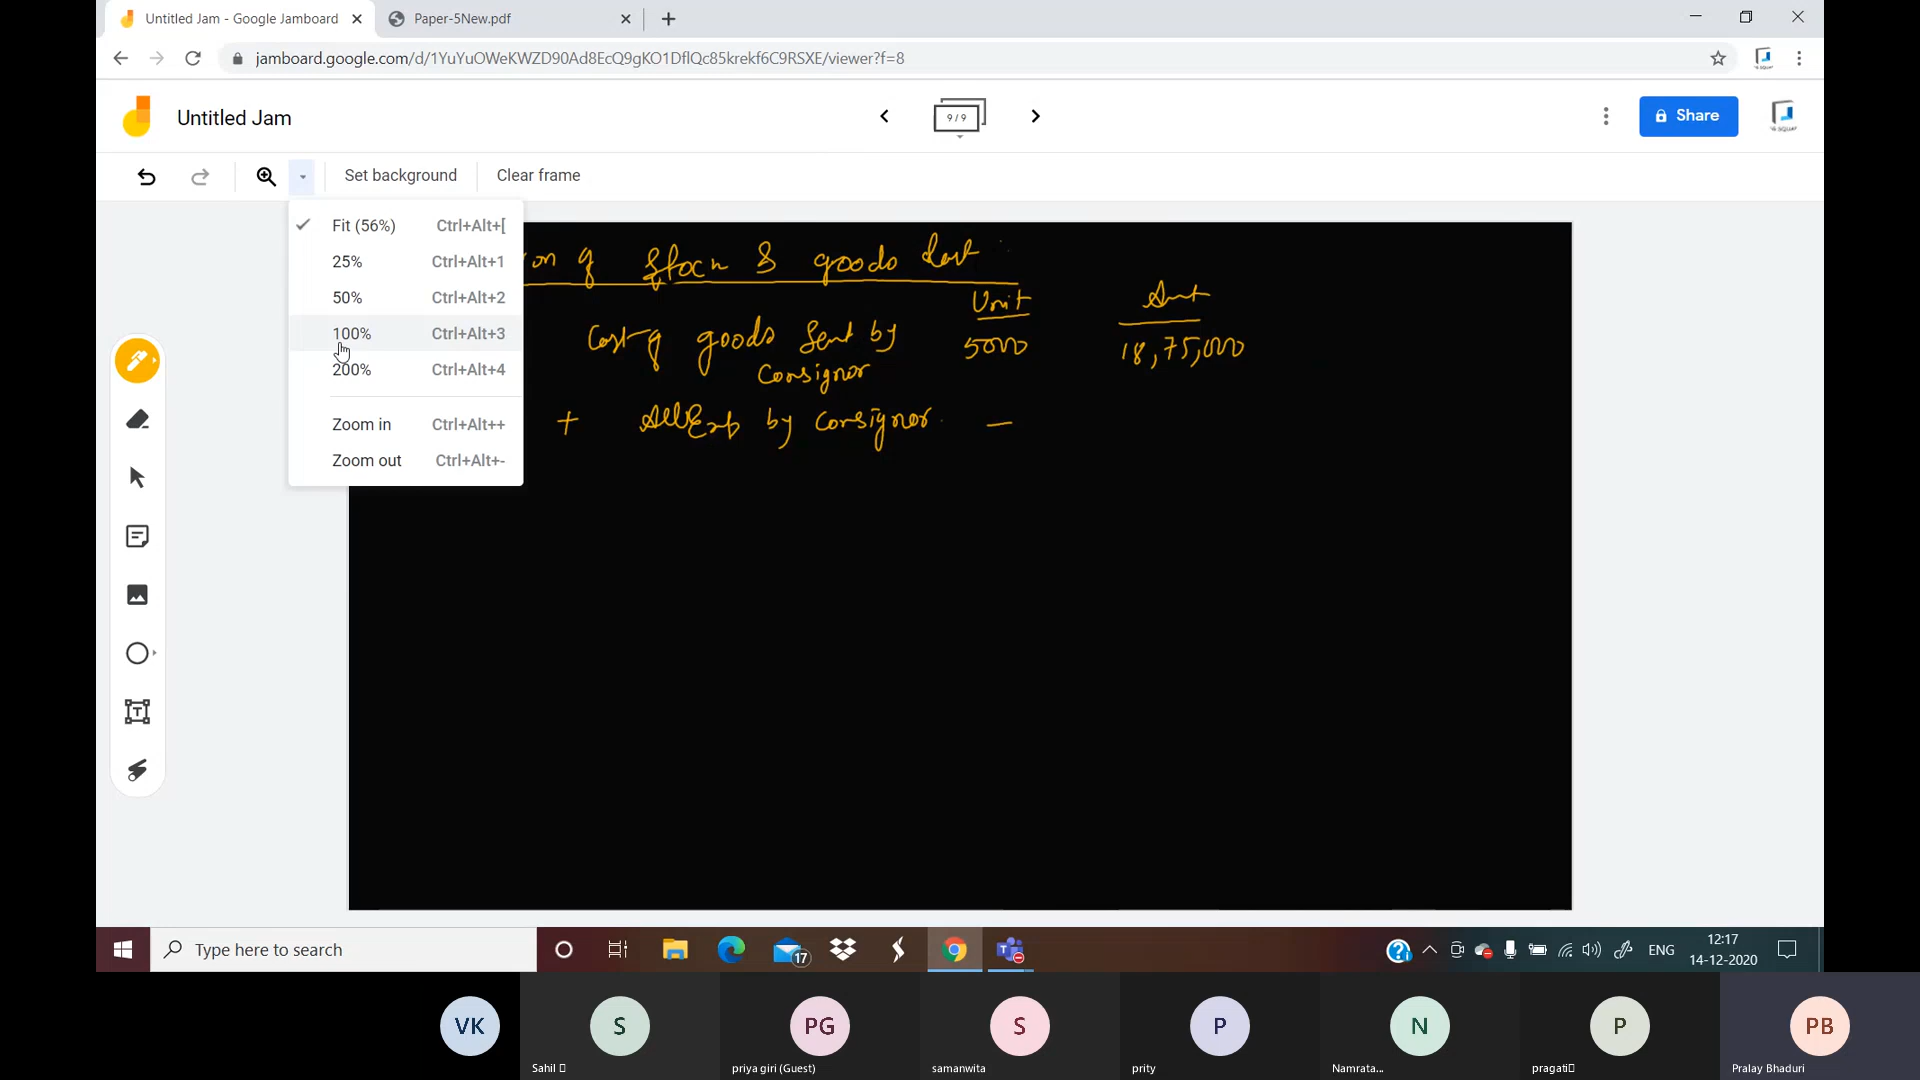 Untitled Jam - Google Jamboard
Paper-5New.pdf
jamboard.google.com/d/1YuYuOWeKWZD90Ad8EcQ9gKO1DflQc85krekf6C9RSXE/viewer?f=8
Untitled Jam
9 / 9
Share
Set background
Clear frame
Fit (56%) Ctrl+Alt+[
25% Ctrl+Alt+1
50% Ctrl+Alt+2
100% Ctrl+Alt+3
200% Ctrl+Alt+4
Zoom in Ctrl+Alt++
Zoom out Ctrl+Alt+-
on of Stock & goods Lost
Unit Amt
Cost of goods Sent by 5000 18,75,000
Consignor
+ All Exp by Consignor -
Type here to search
17
ENG
12:17
14-12-2020
VK
S
PG
S
P
N
P
PB
Sahil
priya giri (Guest)
samanwita
prity
Namrata...
pragati
Pralay Bhaduri